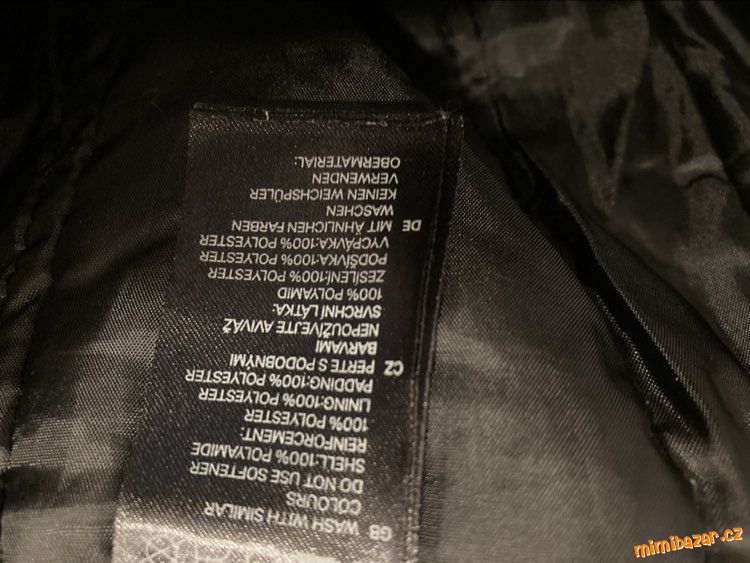 GB WASH WITH SIMILAR
COLOURS
DO NOT USE SOFTENER
SHELL:100% POLYAMIDE
REINFORCEMENT:
100% POLYESTER
LINING:100% POLYESTER
PADDING:100% POLYESTER
CZ PERTE S PODOBNÝMI
BARVAMI
NEPOUŽÍVEJTE AVIVÁŽ
SVRCHNÍ LÁTKA:
100% POLYAMID
ZESÍLENÍ:100% POLYESTER
PODŠÍVKA:100% POLYESTER
VYCPÁVKA:100% POLYESTER
DE MIT ÄHNLICHEN FARBEN
WASCHEN
KEINEN WEICHSPÜLER
VERWENDEN
OBERMATERIAL:
mimibazar.cz